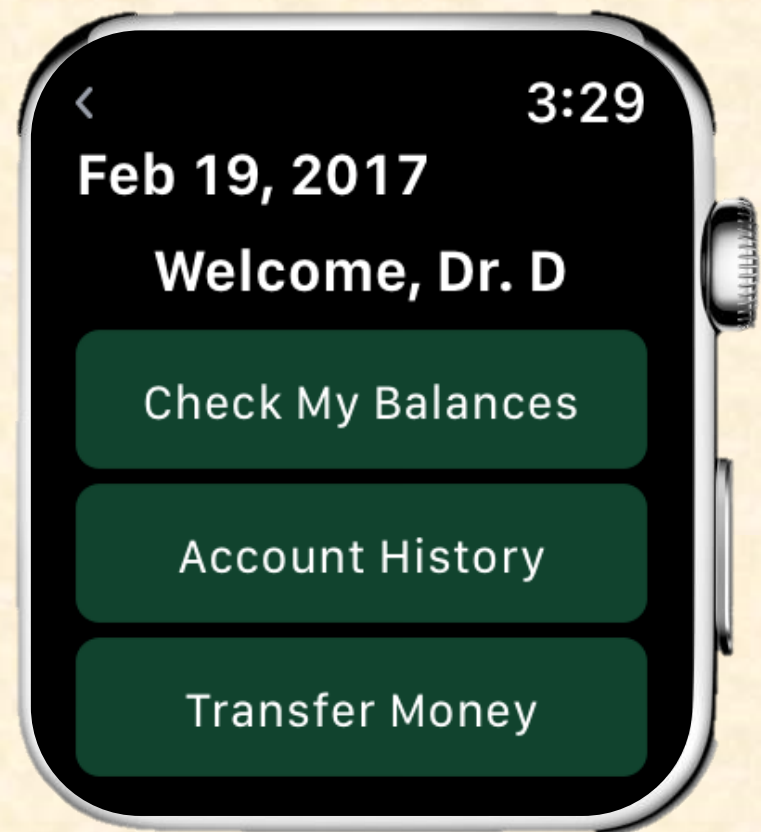 3:29
Feb 19, 2017
Welcome, Dr. D
Check My Balances
Account History
Transfer Money